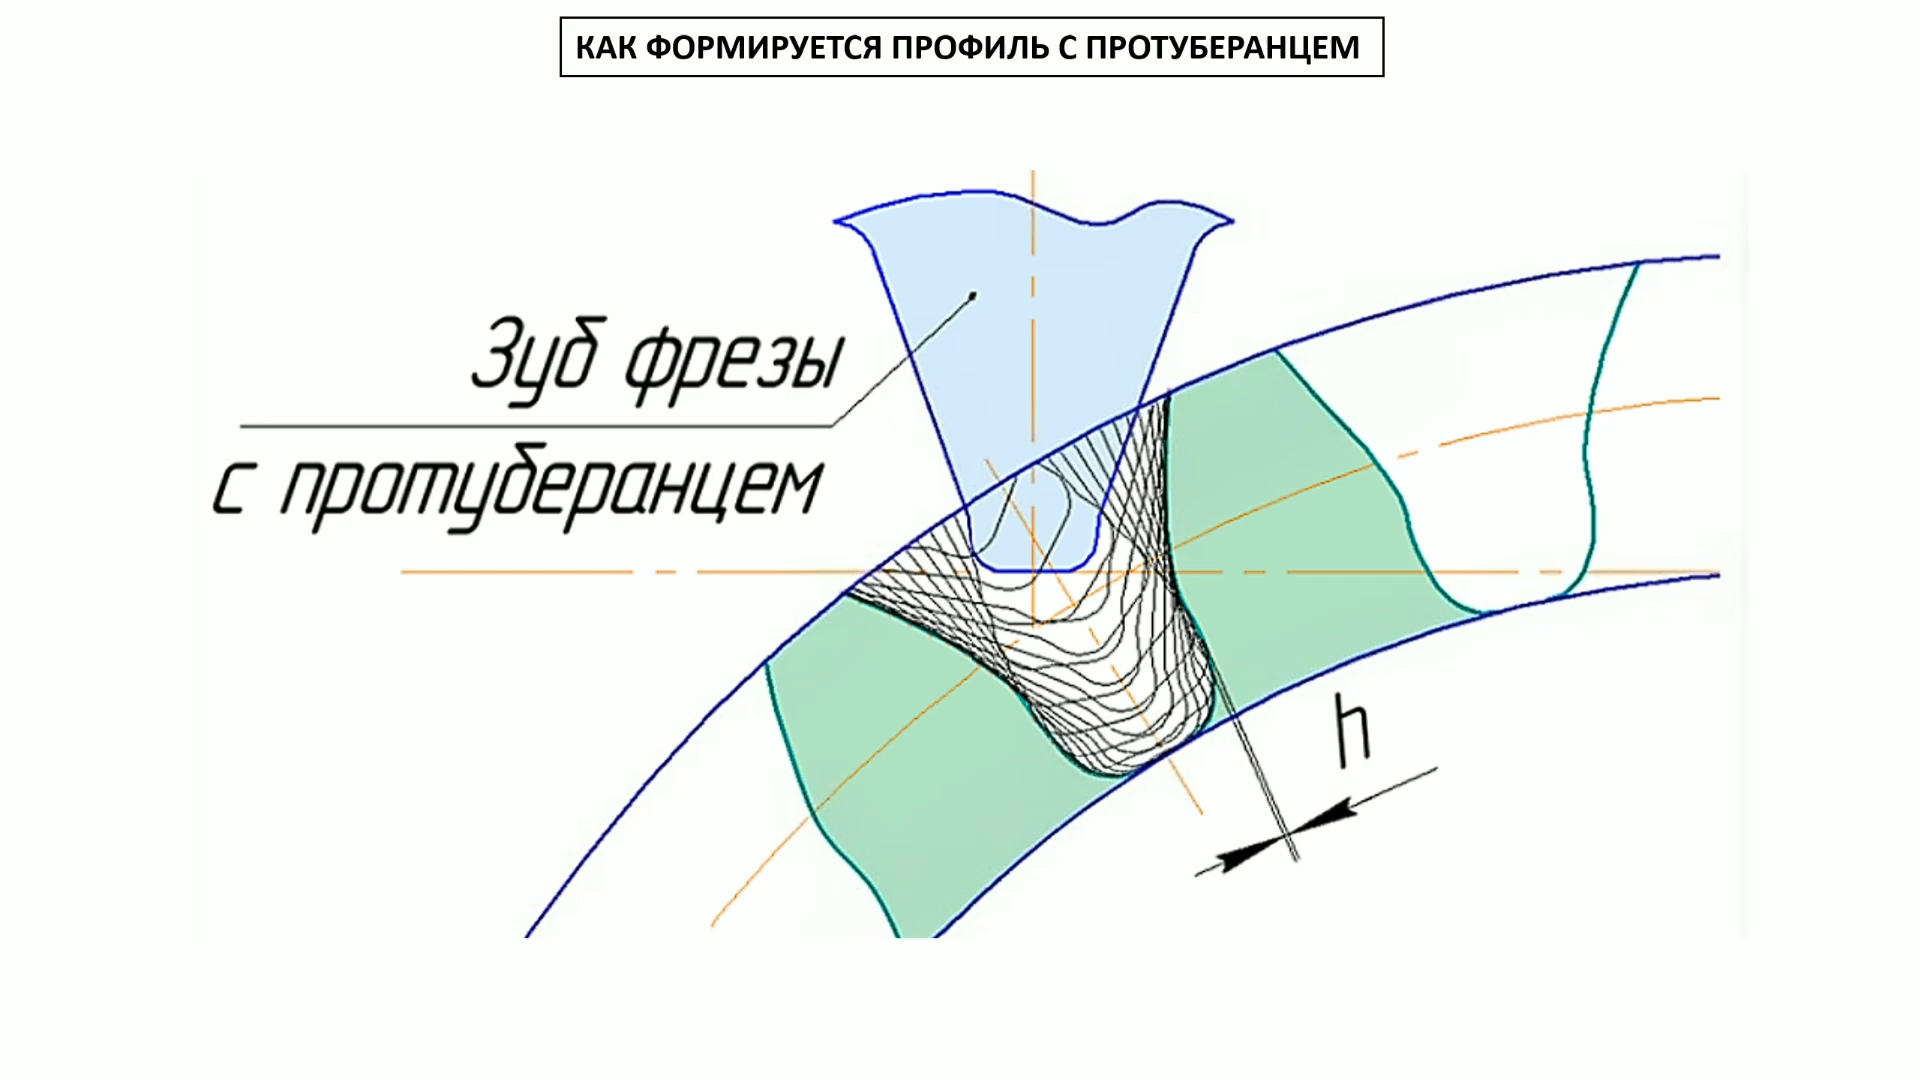 КАК ФОРМИРУЕТСЯ ПРОФИЛЬ С ПРОТУБЕРАНЦЕМ
Зуб фрезы
с протуберанцем
h